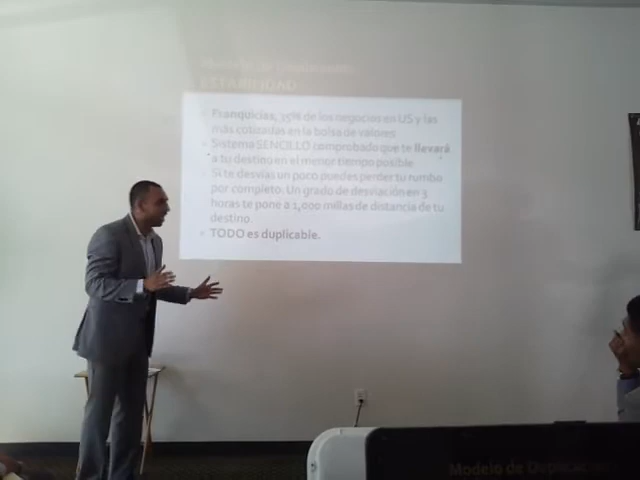 ESTABILIDAD
Franquicias, 35% de los negocios en US y las
más cotizadas en la bolsa de valores
Sistema SENCILLO comprobado que te llevará
a tu destino en el menor tiempo posible
Si te desvias un poco puedes perder tu rumbo
por completo. Un grado de desviación en 3
horas te pone a 1,000 millas de distancia de tu
destino.
TODO es duplicable.
Modelo de